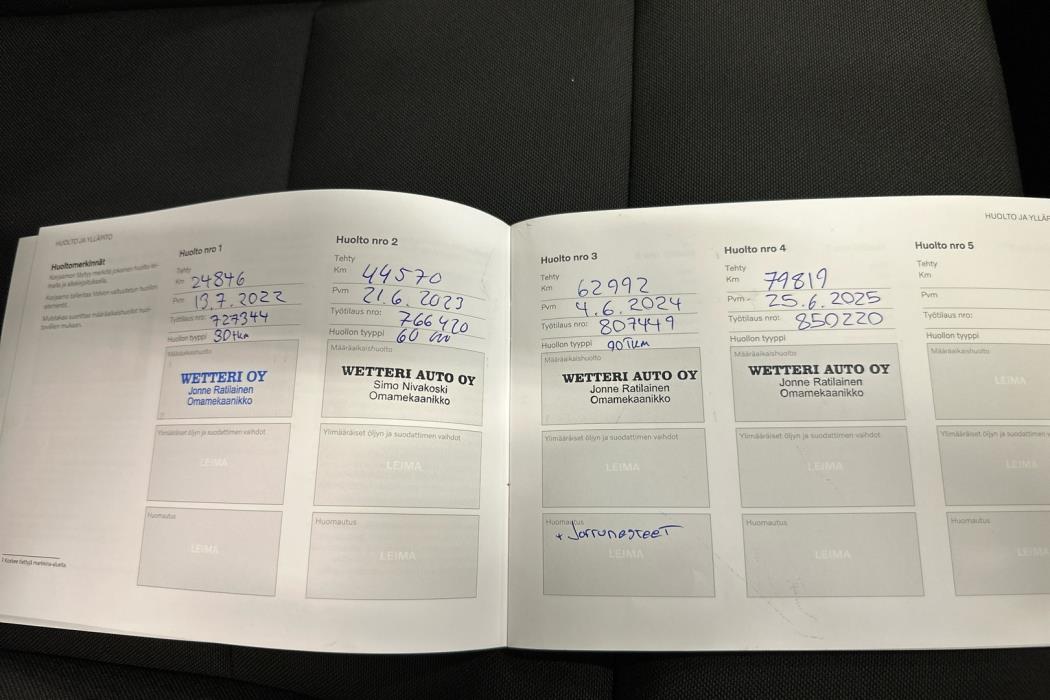 HUOLTO JA YLLÄPITO
Huoltomerkinnät
Huolto nro 1
Tehty
Km 24846
Pvm 13.7.2022
Työtilaus nro: 727344
Huollon tyyppi 30tkm
Määräaikaishuolto
WETTERI OY
Jonne Ratilainen
Omamekaanikko
Ylimääräiset öljyn ja suodattimen vaihdot
LEIMA
Huomautus
LEIMA
Huolto nro 2
Tehty
Km 44570
Pvm 21.6.2023
Työtilaus nro: 766420
Huollon tyyppi 60
Määräaikaishuolto
WETTERI AUTO OY
Simo Nivakoski
Omamekaanikko
Ylimääräiset öljyn ja suodattimen vaihdot
LEIMA
Huomautus
LEIMA
HUOLTO JA YLLÄP
Huolto nro 3
Tehty
Km 62992
Pvm 4.6.2024
Työtilaus nro: 807449
Huollon tyyppi 90Tkm
Määräaikaishuolto
WETTERI AUTO OY
Jonne Ratilainen
Omamekaanikko
Ylimääräiset öljyn ja suodattimen vaihdot
LEIMA
Huomautus
+ Jarrunesteet
LEIMA
Huolto nro 4
Tehty
Km 79819
Pvm 25.6.2025
Työtilaus nro: 850220
Huollon tyyppi
Määräaikaishuolto
WETTERI AUTO OY
Jonne Ratilainen
Omamekaanikko
Ylimääräiset öljyn ja suodattimen vaihdot
LEIMA
Huomautus
LEIMA
Huolto nro 5
Tehty
Km
Pvm
Työtilaus nro:
Huollon tyyppi
Määräaikaishuolto
LEIMA
Ylimääräiset öljyn ja suodattimen v
LEIMA
Huomautus
LEIMA